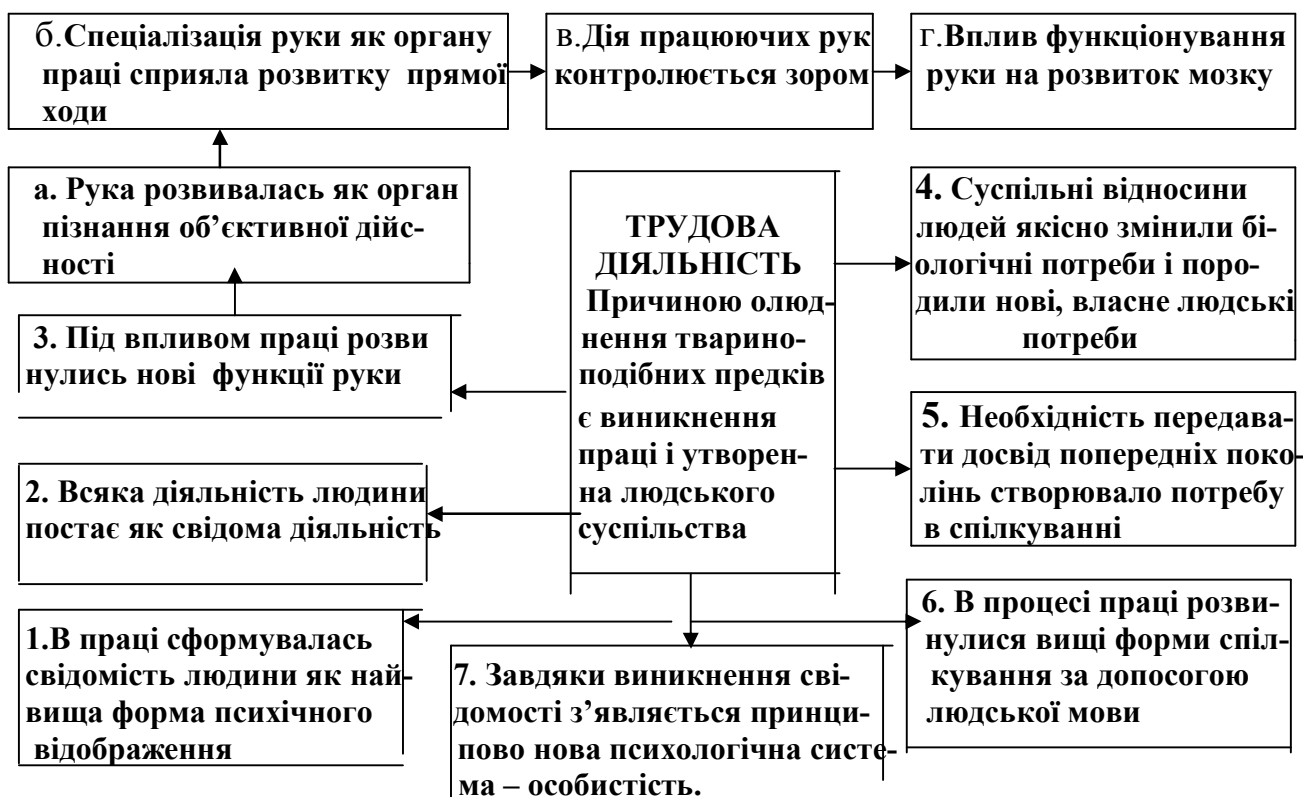 б.Спеціалізація руки як органу
праці сприяла розвитку прямої
ходи
в.Дія працюючих рук
контролюється зором
г.Вплив функціонування
руки на розвиток мозку
а. Рука розвивалась як орган
пізнання об’єктивної дійс-
ності
ТРУДОВА
ДІЯЛЬНІСТЬ
Причиною олюд-
нення тварино-
подібних предків
є виникнення
праці і утворен-
на людського
суспільства
4. Суспільні відносини
людей якісно змінили бі-
ологічні потреби і поро-
дили нові, власне людські
потреби
3. Під впливом праці розви
нулись нові функції руки
5. Необхідність передава-
ти досвід попередніх поко-
лінь створювало потребу
в спілкуванні
2. Всяка діяльність людини
постає як свідома діяльність
1.В праці сформувалась
свідомість людини як най-
вища форма психічного
відображення
7. Завдяки виникнення сві-
домості з’являється принци-
пово нова психологічна систе-
ма – особистість.
6. В процесі праці розви-
нулися вищі форми спіл-
кування за допосогою
людської мови